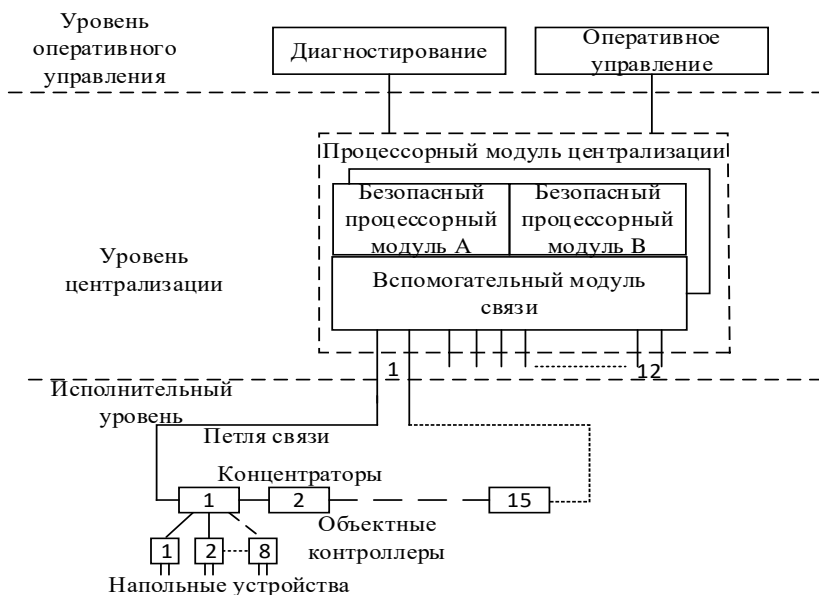 Уровень
оперативного
управления
Диагностирование
Оперативное
управление
Уровень
централизации
Процессорный модуль централизации
Безопасный
процессорный
модуль А
Безопасный
процессорный
модуль В
Вспомогательный модуль
связи
1
12
Исполнительный
уровень
Петля связи
Концентраторы
1
2
15
Объектные
контроллеры
1
2
8
Напольные устройства